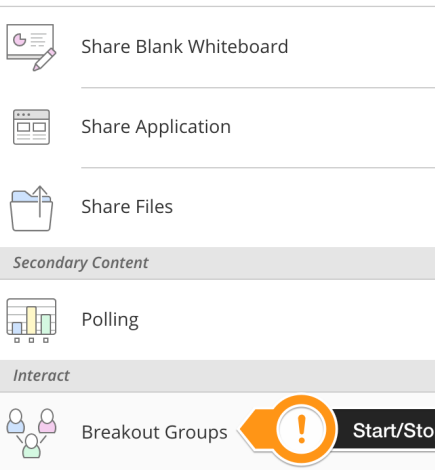 Share Blank Whiteboard
Share Application
Share Files
Secondary Content
Polling
Interact
Breakout Groups
!
Start/Sto